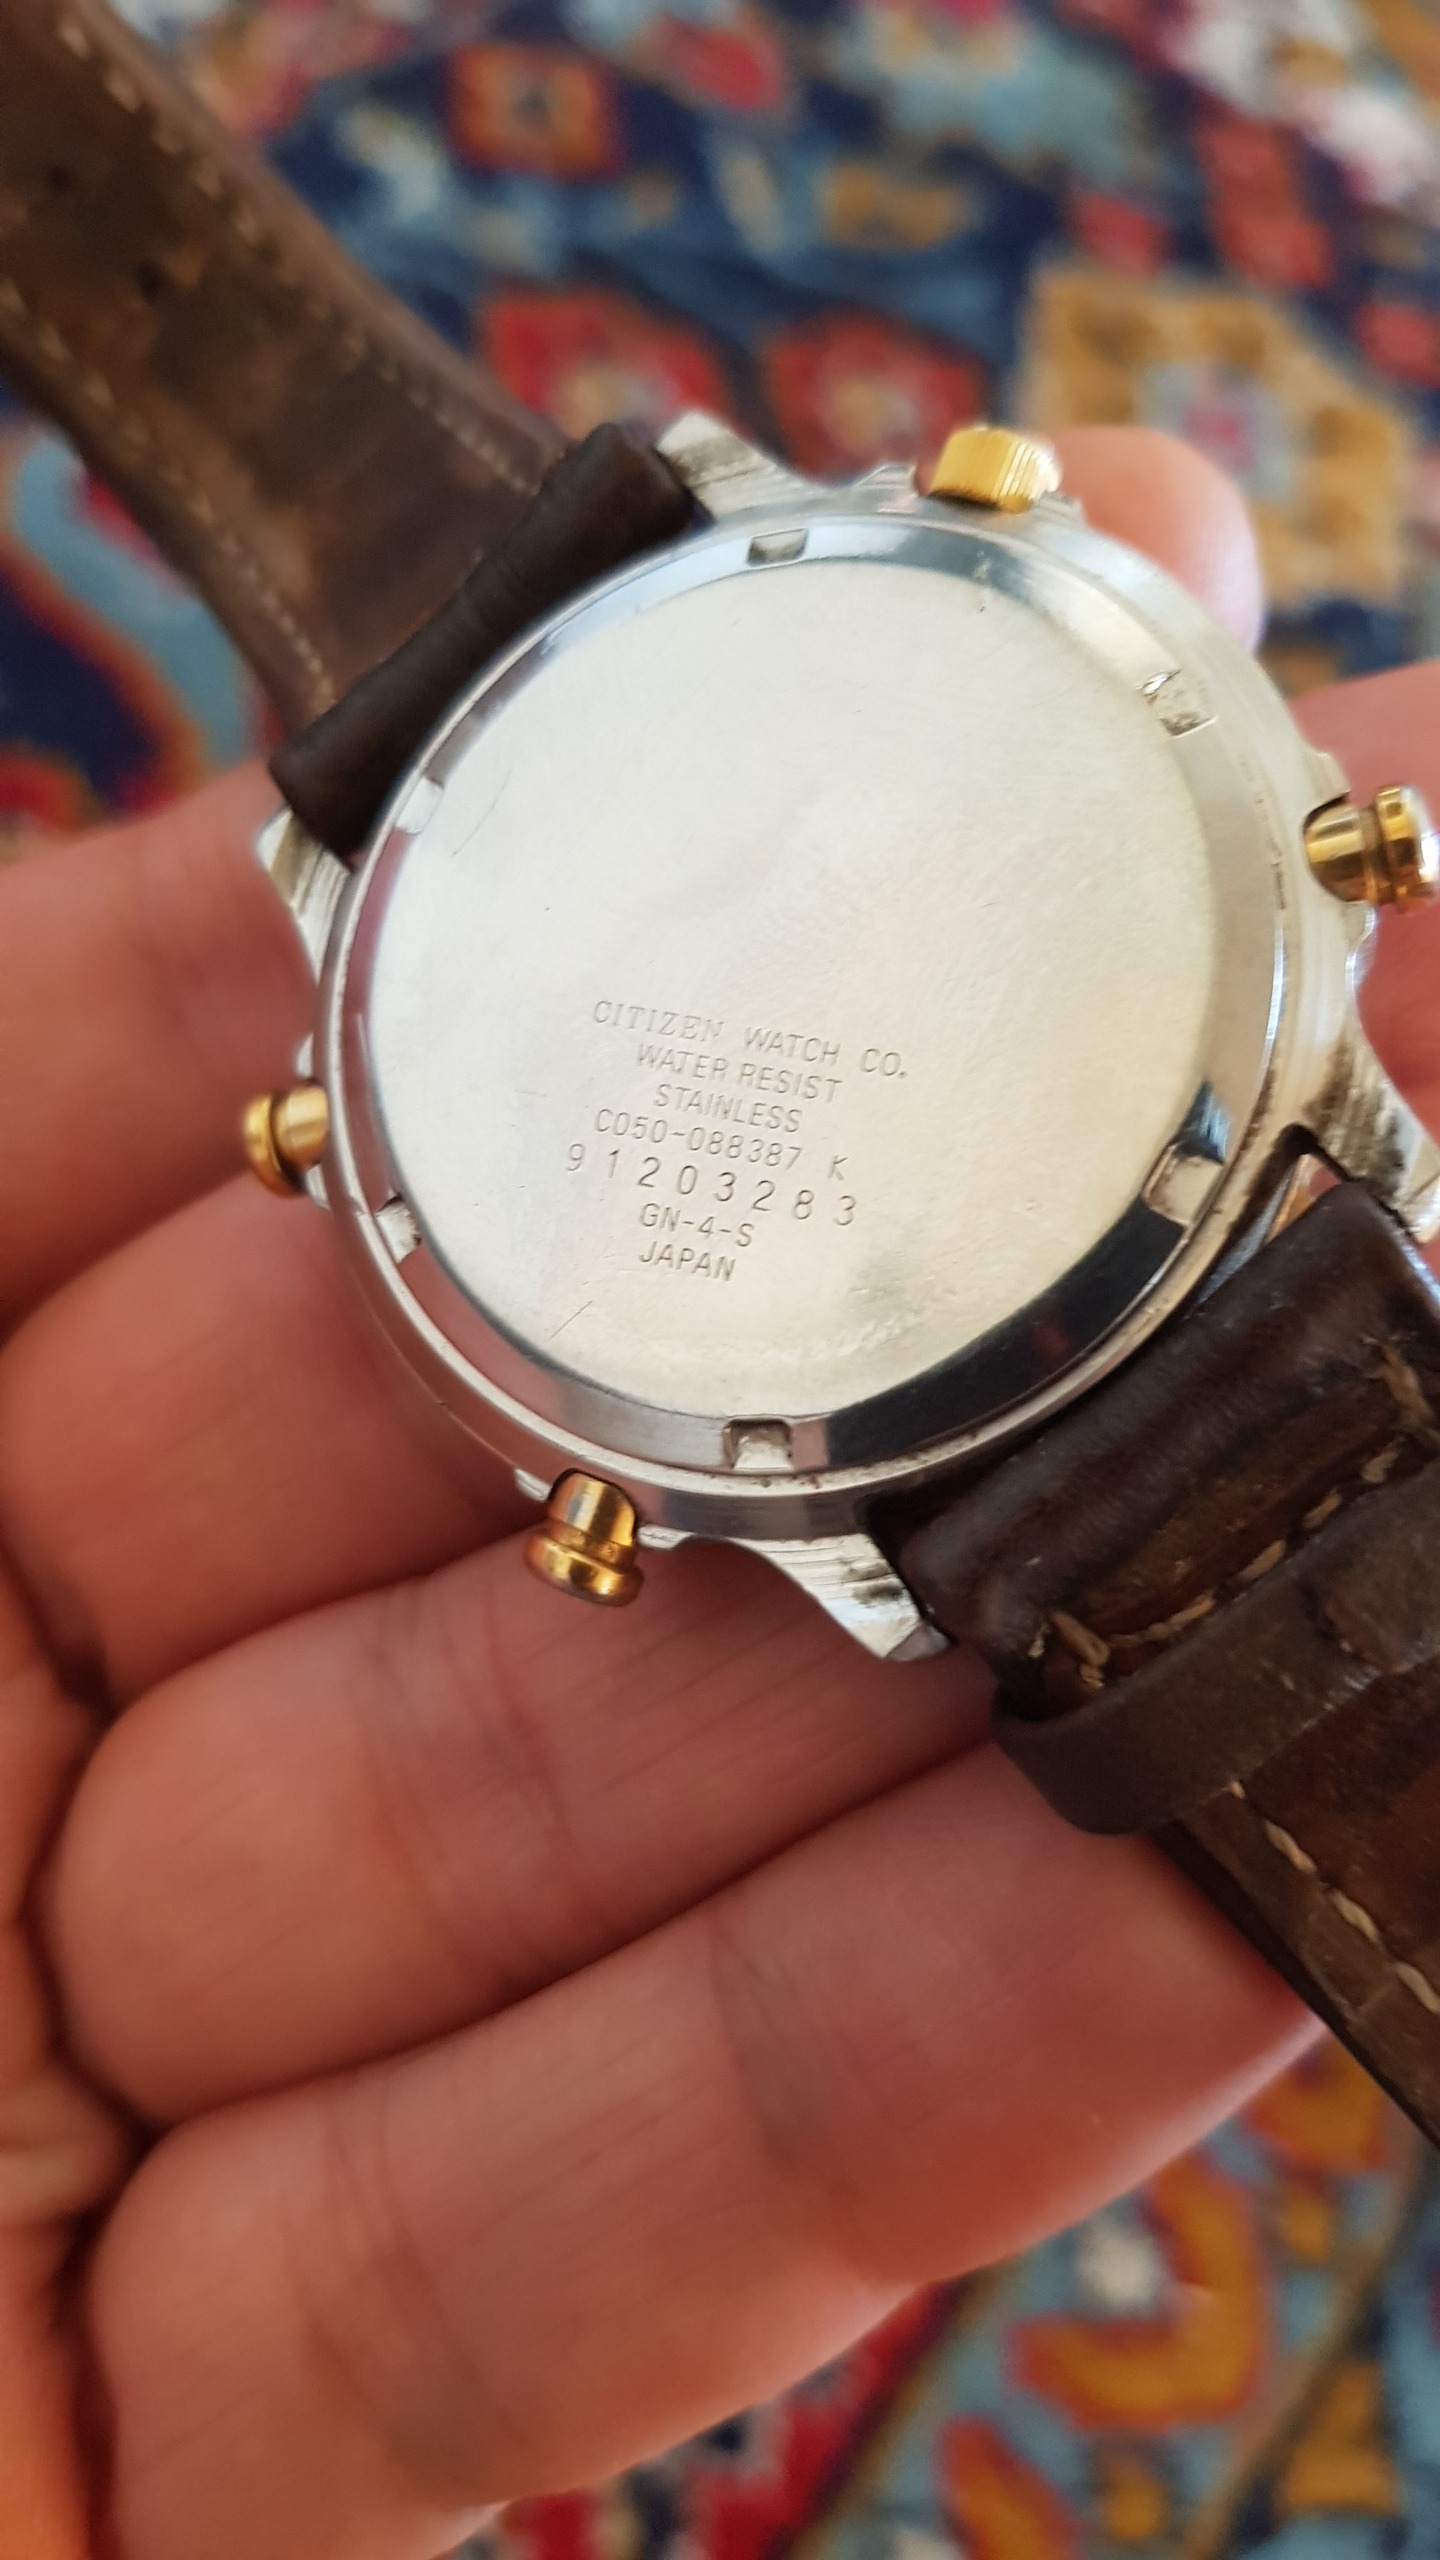 CITIZEN WATCH CO.
WATER RESIST
STAINLESS
C050-088387 K
91203283
GN-4-S
JAPAN